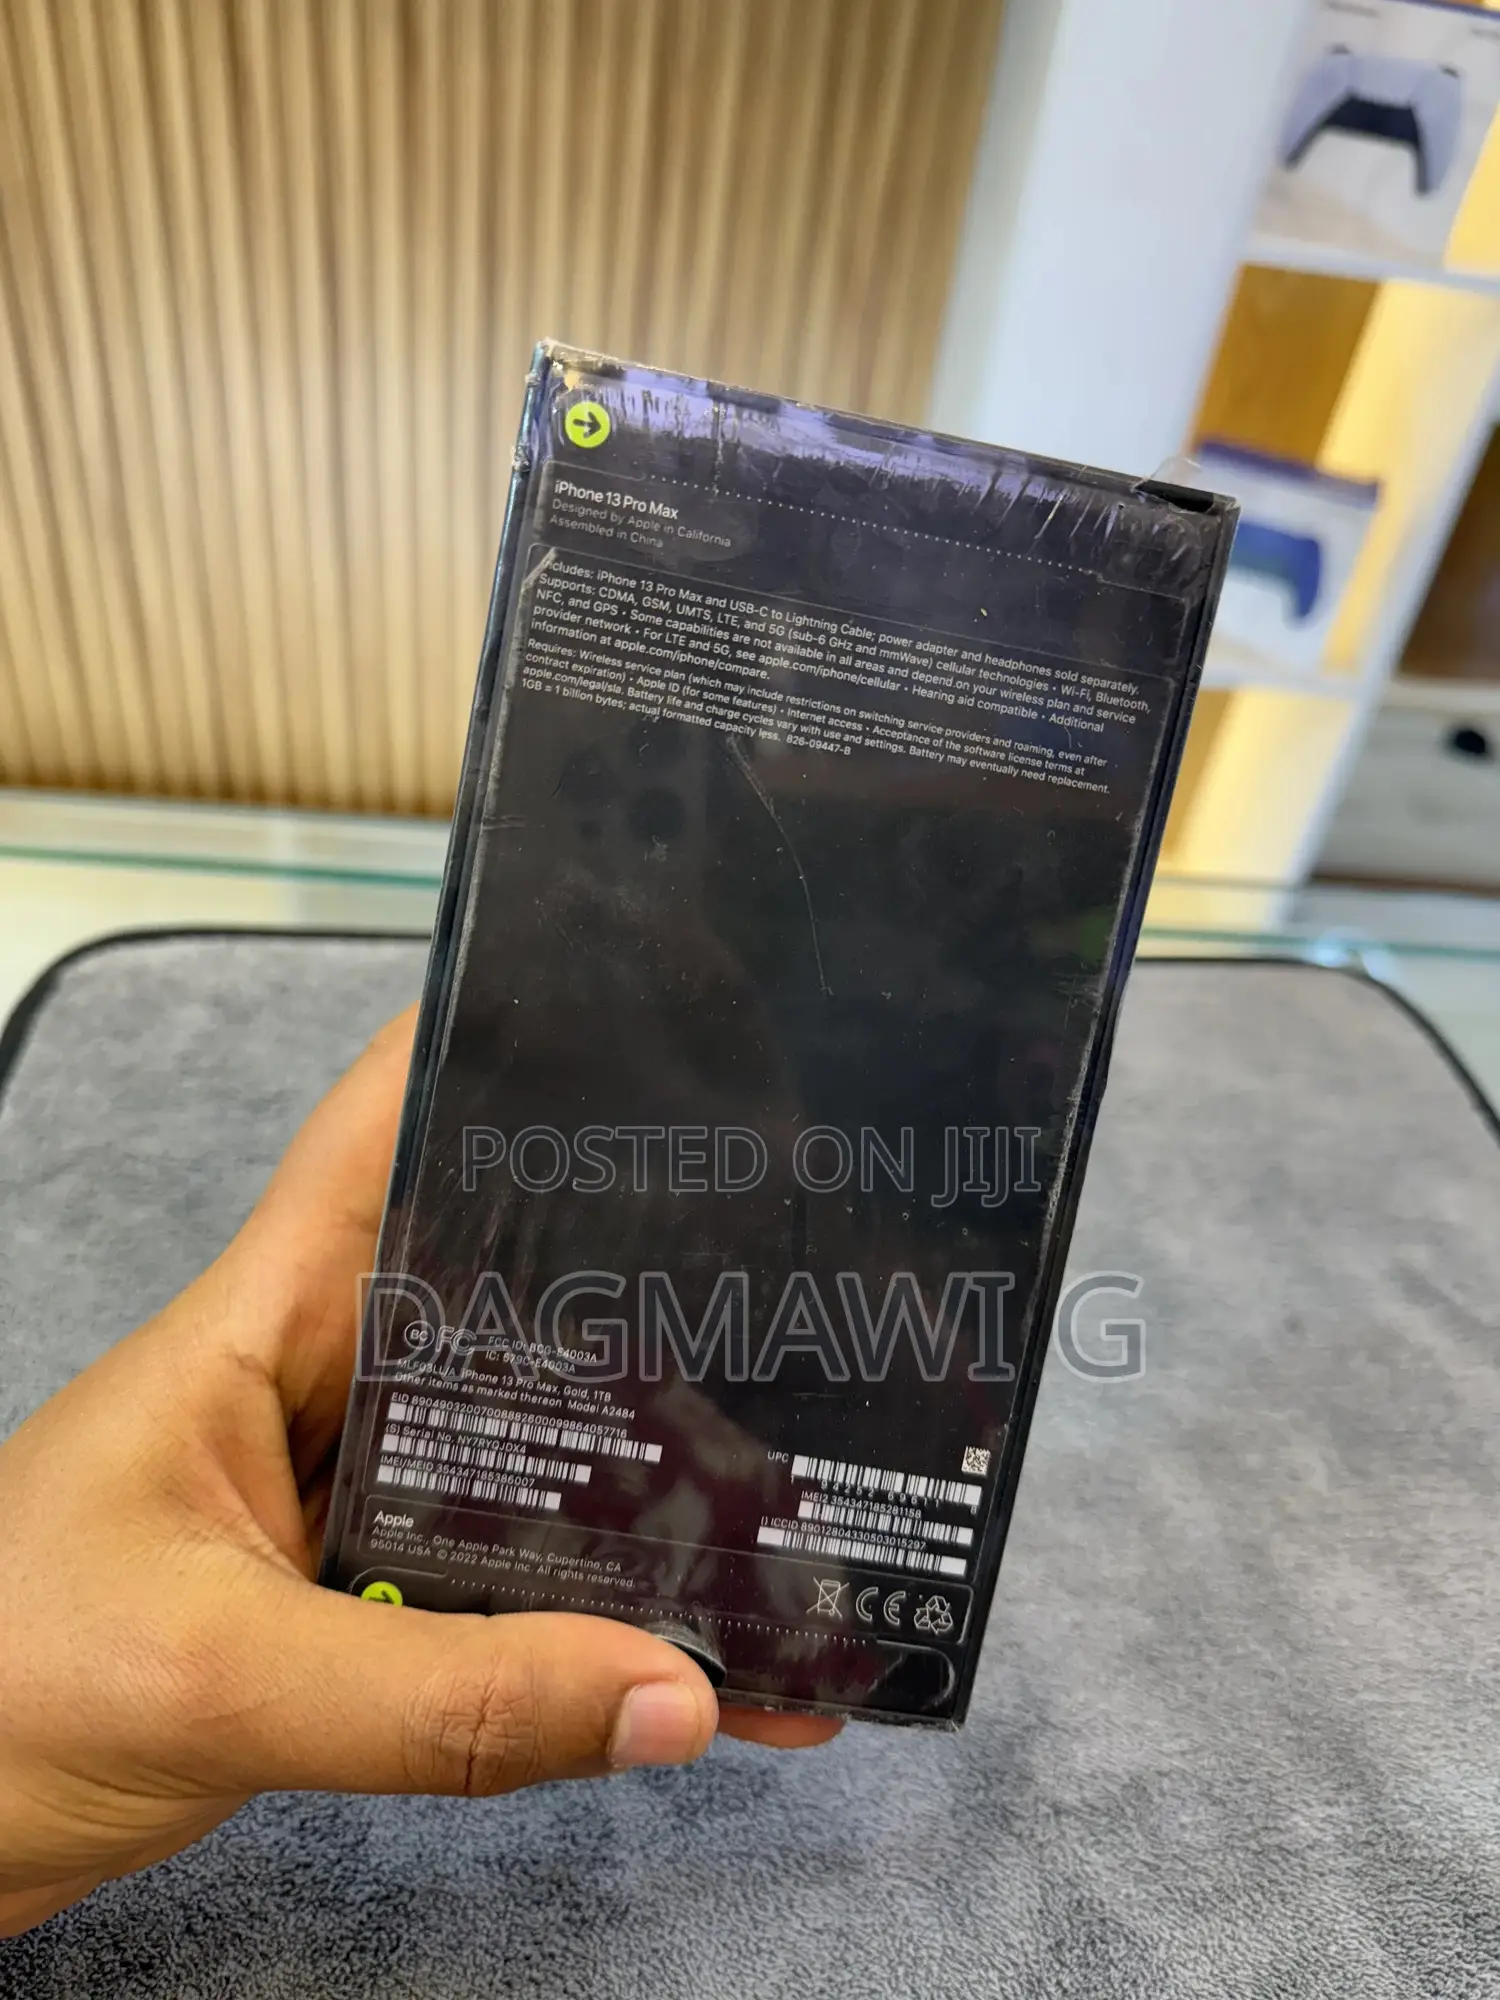 iPhone 13 Pro Max
Designed by Apple in California
Assembled in China
Includes: iPhone 13 Pro Max and USB-C to Lightning Cable; power adapter and headphones sold separately.
Supports: CDMA, GSM, UMTS, LTE, and 5G (sub-6 GHz and mmWave) cellular technologies • Wi-Fi, Bluetooth,
NFC, and GPS • Some capabilities are not available in all areas and depend on your wireless plan and service
provider network • For LTE and 5G, see apple.com/iphone/cellular • Hearing aid compatible • Additional
information at apple.com/iphone/compare.
Requires: Wireless service plan (which may include restrictions on switching service providers and roaming, even after
contract expiration) • Apple ID (for some features) • Internet access • Acceptance of the software license terms at
apple.com/legal/sla. Battery life and charge cycles vary with use and settings. Battery may eventually need replacement.
1GB = 1 billion bytes; actual formatted capacity less. 826-09447-B
POSTED ON JIJI
DAGMAWI G
FCC ID: BCG-E4003A
IC: 579C-E4003A
MLF03LL/A iPhone 13 Pro Max, Gold, 1TB
Other items as marked thereon Model A2484
EID 89049032007008882600099864057716
(S) Serial No. NY7RYQJDX4
IMEI/MEID 354347185386007
UPC
IMEI2 354347185281158
() ICCID 89012804330503015297
Apple
Apple Inc., One Apple Park Way, Cupertino, CA
95014 USA © 2022 Apple Inc. All rights reserved.
CE